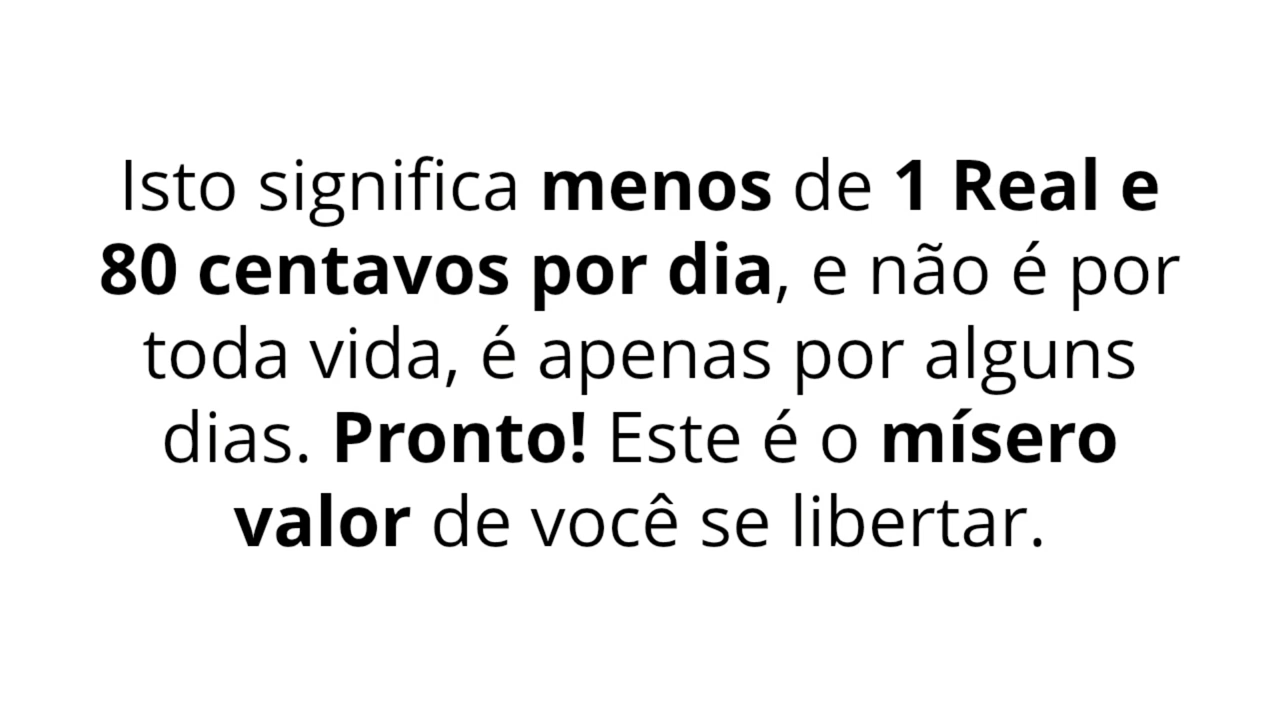 Isto significa menos de 1 Real e
80 centavos por dia, e não é por
toda vida, é apenas por alguns
dias. Pronto! Este é o mísero
valor de você se libertar.